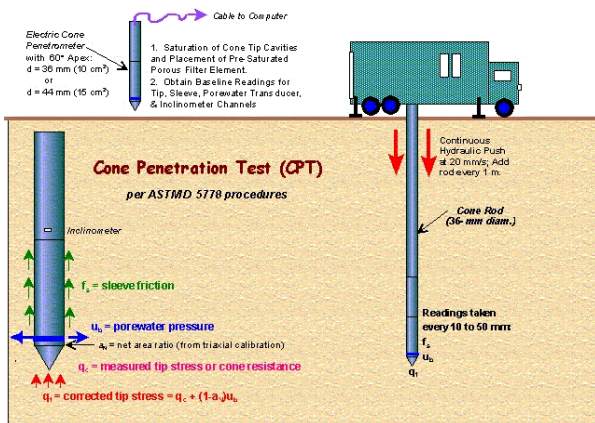 Cable to Computer
Electric Cone
Penetrometer
with 60° Apex:
d = 36 mm (10 cm²)
or
d = 44 mm (15 cm²)
1. Saturation of Cone Tip Cavities
and Placement of Pre-Saturated
Porous Filter Element.
2. Obtain Baseline Readings for
Tip, Sleeve, Porewater Transducer,
& Inclinometer Channels
Cone Penetration Test (CPT)
per ASTMD 5778 procedures
Continuous
Hydraulic Push
at 20 mm/s; Add
rod every 1 m.
Cone Rod
(36- mm diam.)
Inclinometer
fs = sleeve friction
ub = porewater pressure
aN = net area ratio (from triaxial calibration)
qc = measured tip stress or cone resistance
qt = corrected tip stress = qc + (1-aN)ub
Readings taken
every 10 to 50 mm:
fs
ub
qt